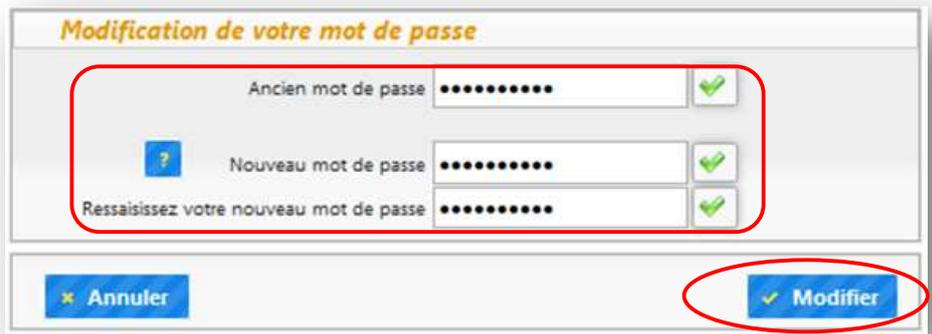 Modification de votre mot de passe
Ancien mot de passe ••••••••••
? Nouveau mot de passe ••••••••••
Ressaisissez votre nouveau mot de passe ••••••••••
Annuler Modifier